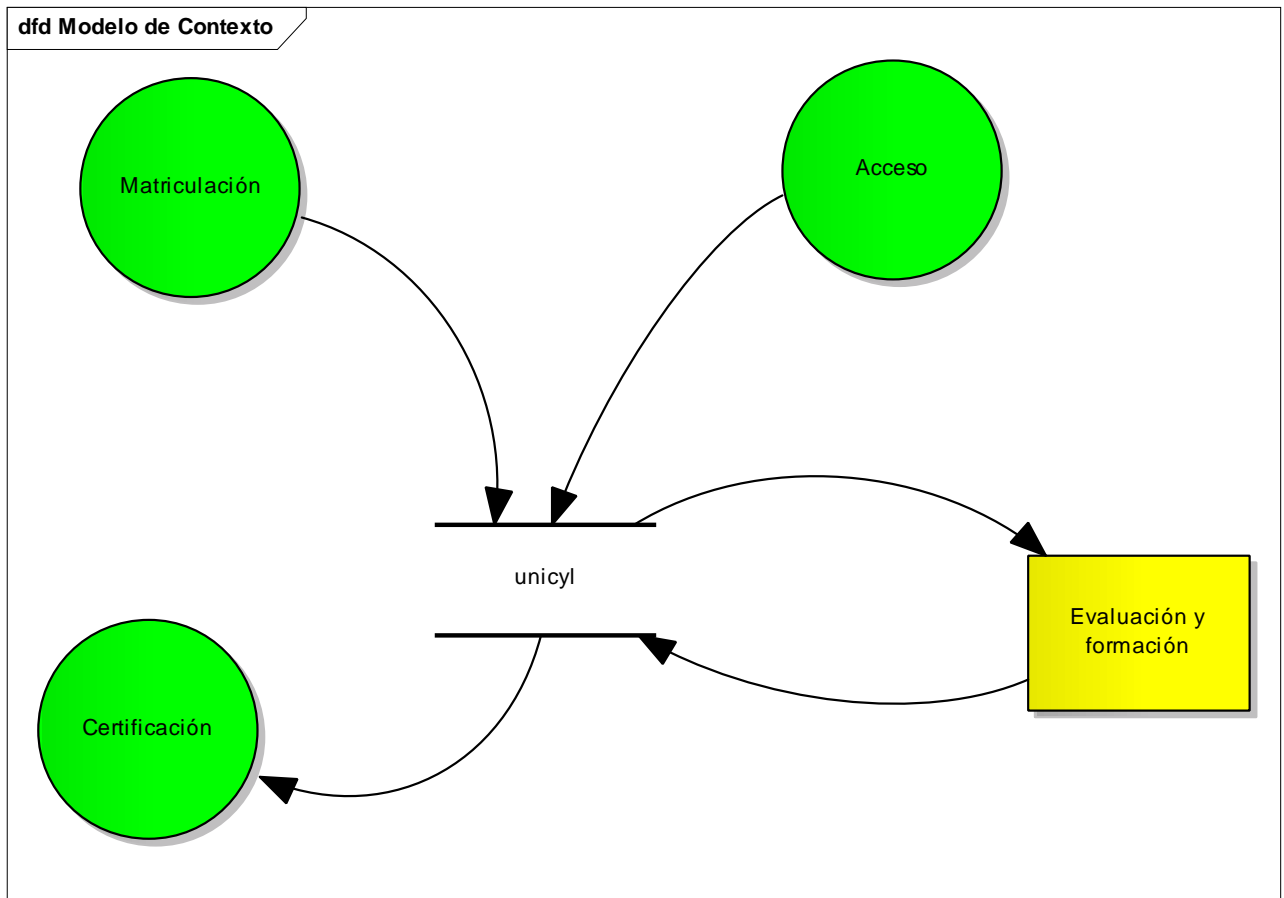 dfd Modelo de Contexto
Matriculación
Acceso
unicyl
Evaluación y
formación
Certificación